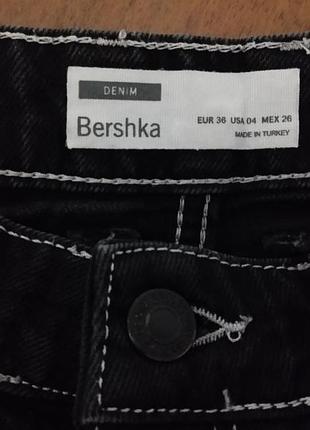 DENIM
Bershka
EUR 36 USA 04 MEX 26
MADE IN TURKEY